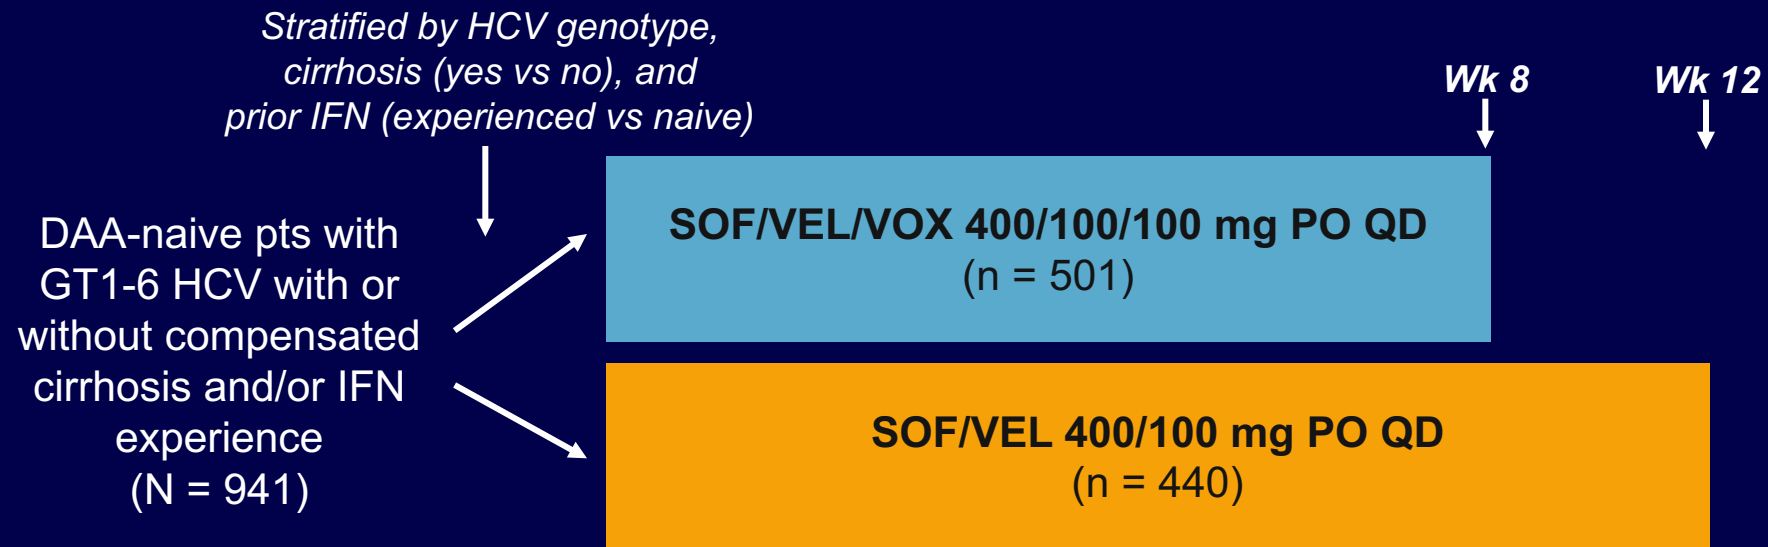 Stratified by HCV genotype,
cirrhosis (yes vs no), and
prior IFN (experienced vs naive)
Wk 8
Wk 12
DAA-naive pts with
GT1-6 HCV with or
without compensated
cirrhosis and/or IFN
experience
(N = 941)
SOF/VEL/VOX 400/100/100 mg PO QD
(n = 501)
SOF/VEL 400/100 mg PO QD
(n = 440)